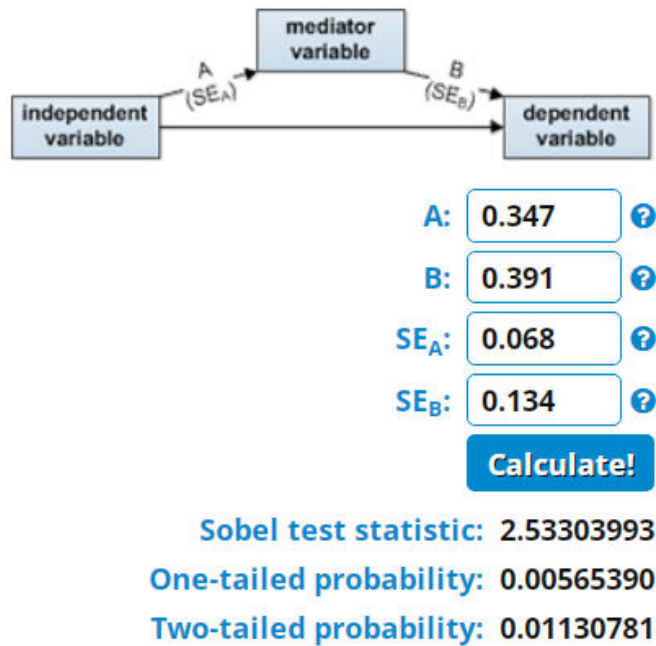 mediator
variable
A
(SEA)
B
(SEB)
independent
variable
dependent
variable
A: 0.347 ?
B: 0.391 ?
SEA: 0.068 ?
SEB: 0.134 ?
Calculate!
Sobel test statistic: 2.53303993
One-tailed probability: 0.00565390
Two-tailed probability: 0.01130781